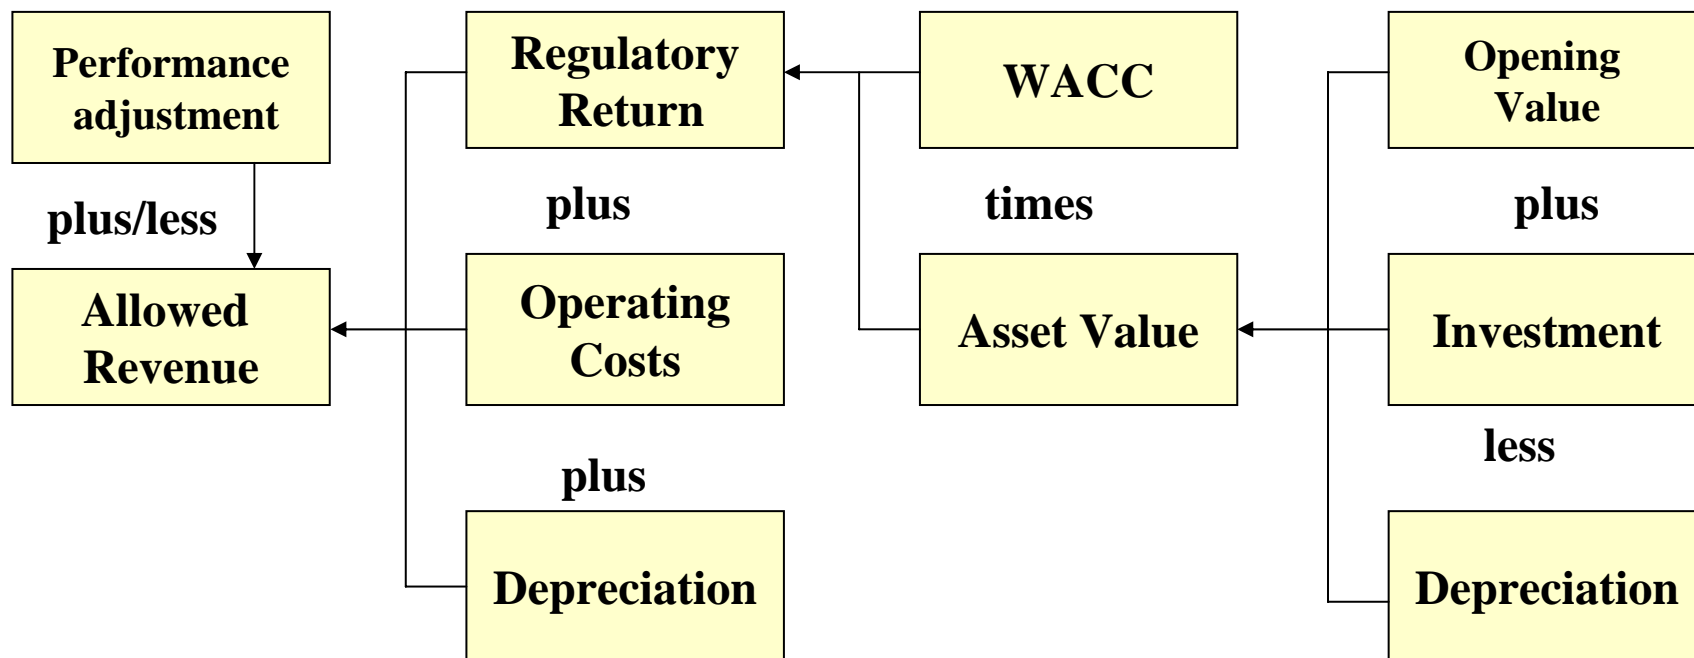 Performance
adjustment
plus/less
Allowed
Revenue
Regulatory
Return
plus
Operating
Costs
plus
Depreciation
WACC
times
Asset Value
Opening
Value
plus
Investment
less
Depreciation